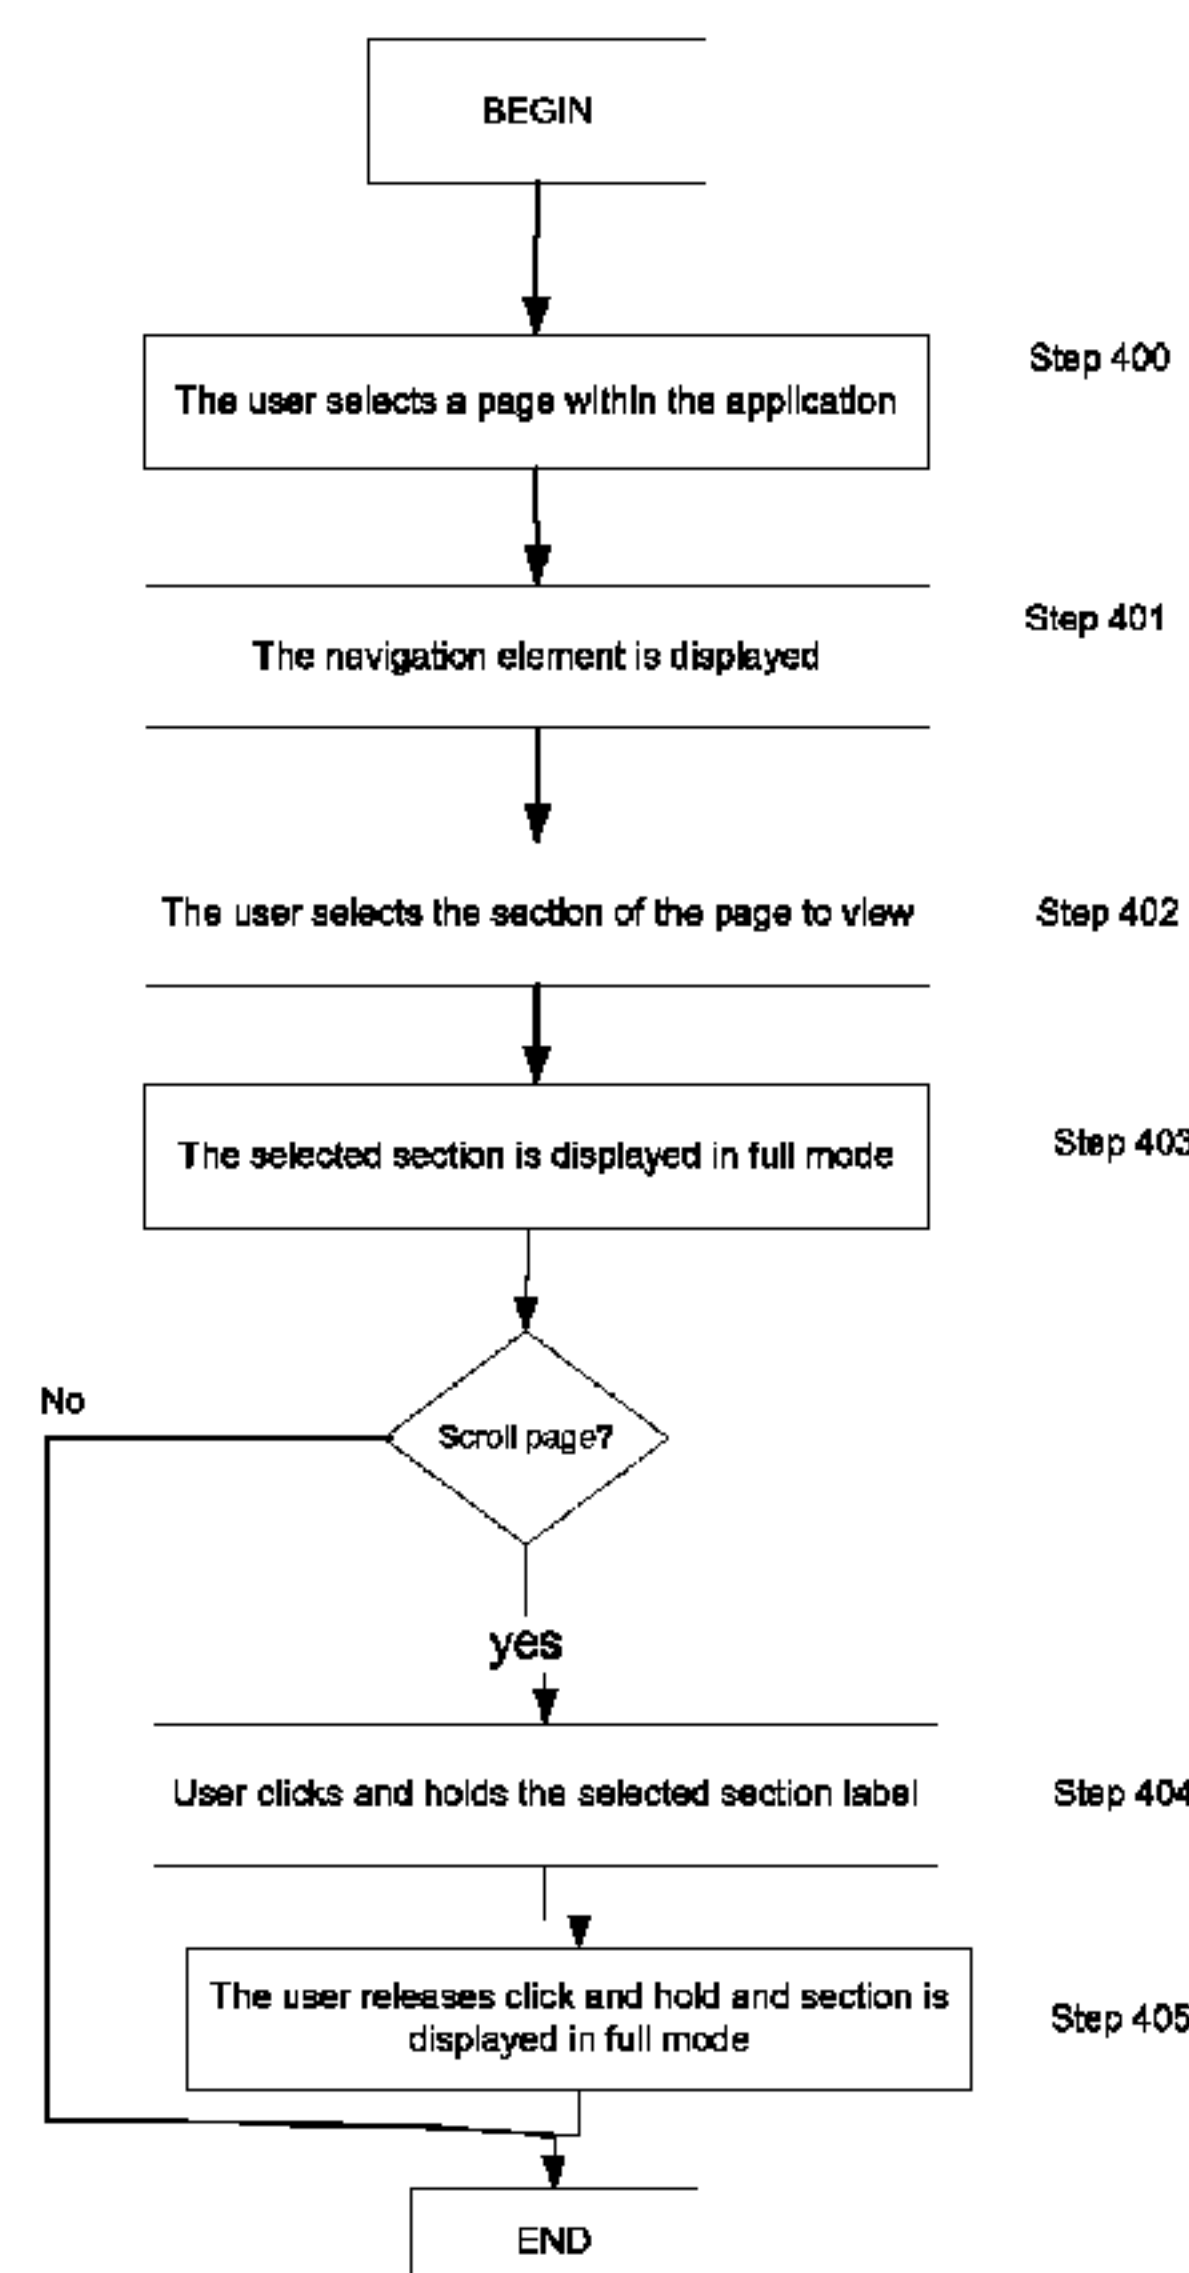 BEGIN
Step 400
The user selects a page within the application
Step 401
The navigation element is displayed
The user selects the section of the page to view
Step 402
The selected section is displayed in full mode
Step 403
No
Scroll page?
yes
User clicks and holds the selected section label
Step 404
The user releases click and hold and section is
displayed in full mode
Step 405
END